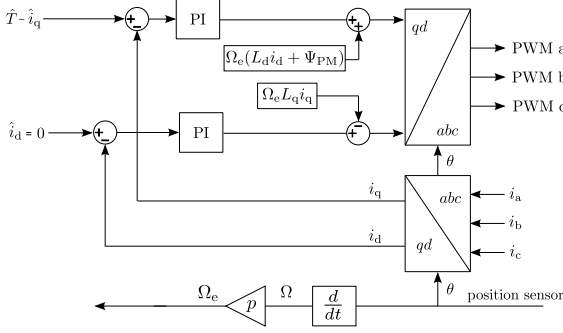 T̂ - î_q
+
-
PI
+
+
qd
abc
PWM a
PWM b
PWM c
Ω_e(L_d i_d + Ψ_PM)
Ω_e L_q i_q
-
+
î_d = 0
+
-
PI
θ
i_q
i_d
abc
qd
i_a
i_b
i_c
θ
position sensor
Ω_e
p
Ω
d/dt